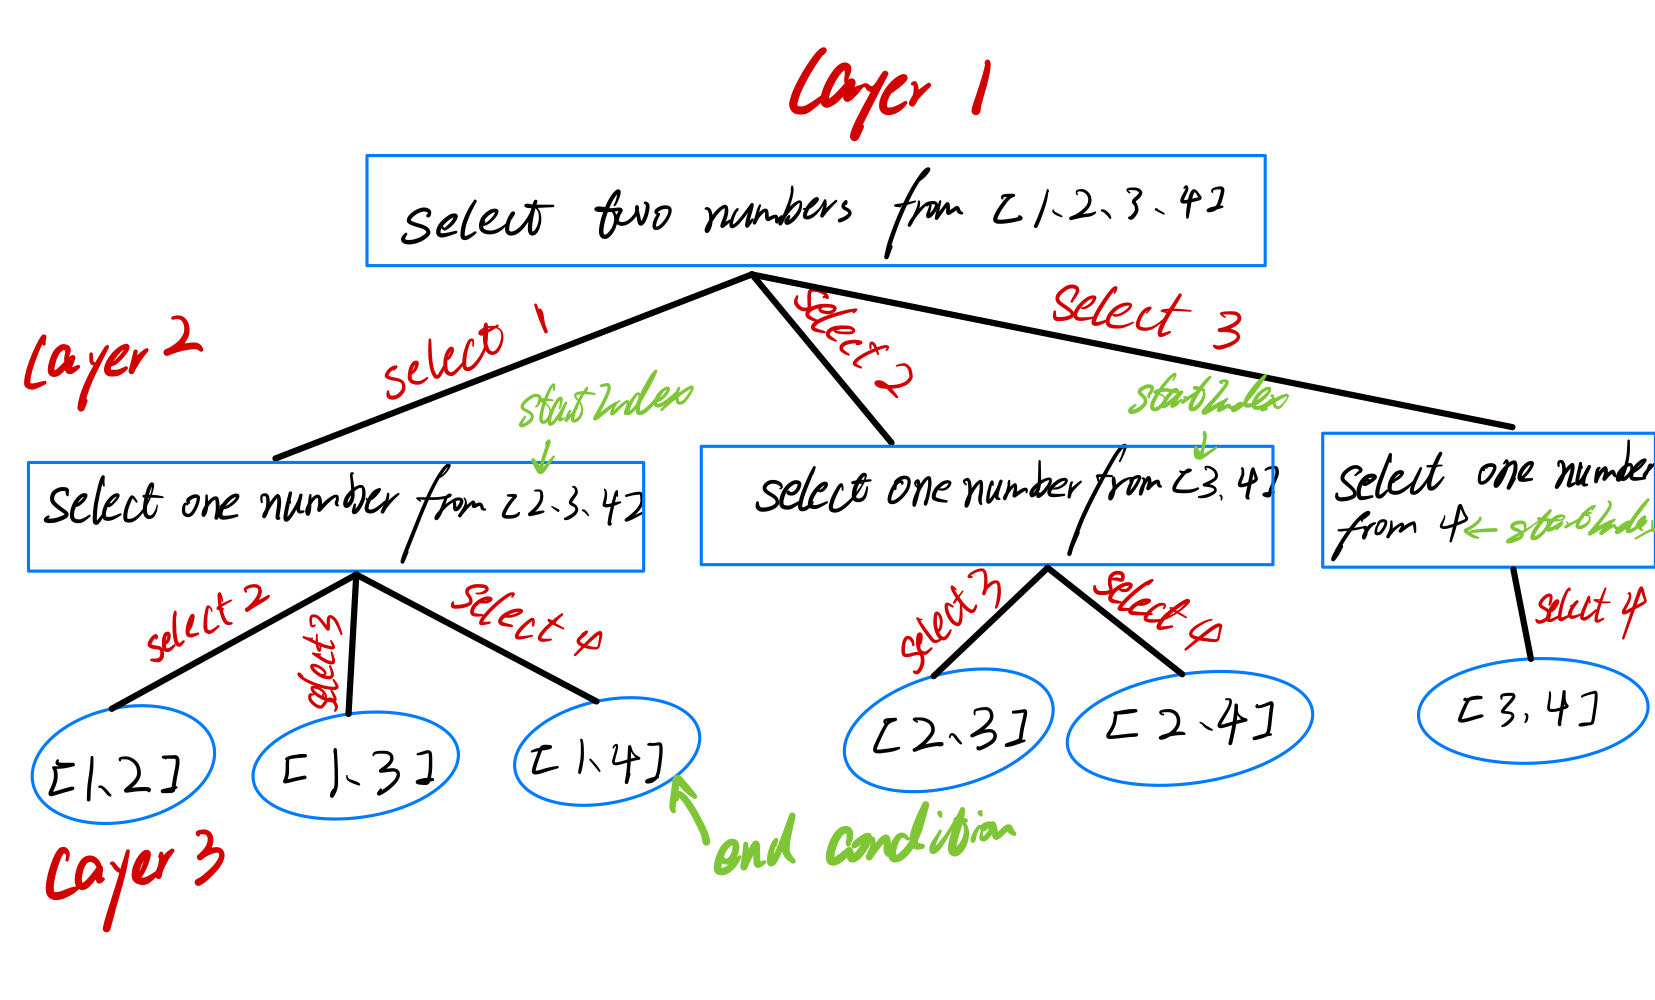 Layer 1
select two numbers from [1、2、3、4]
Layer 2
select 1
select 2
select 3
startIndex
startIndex
select one number from [2、3、4]
select one number from [3、4]
select one number
from 4 ← startIndex
select 2
select 3
select 4
select 3
select 4
select 4
[1、2]
[1、3]
[1、4]
[2、3]
[2、4]
[3、4]
end condition
Layer 3